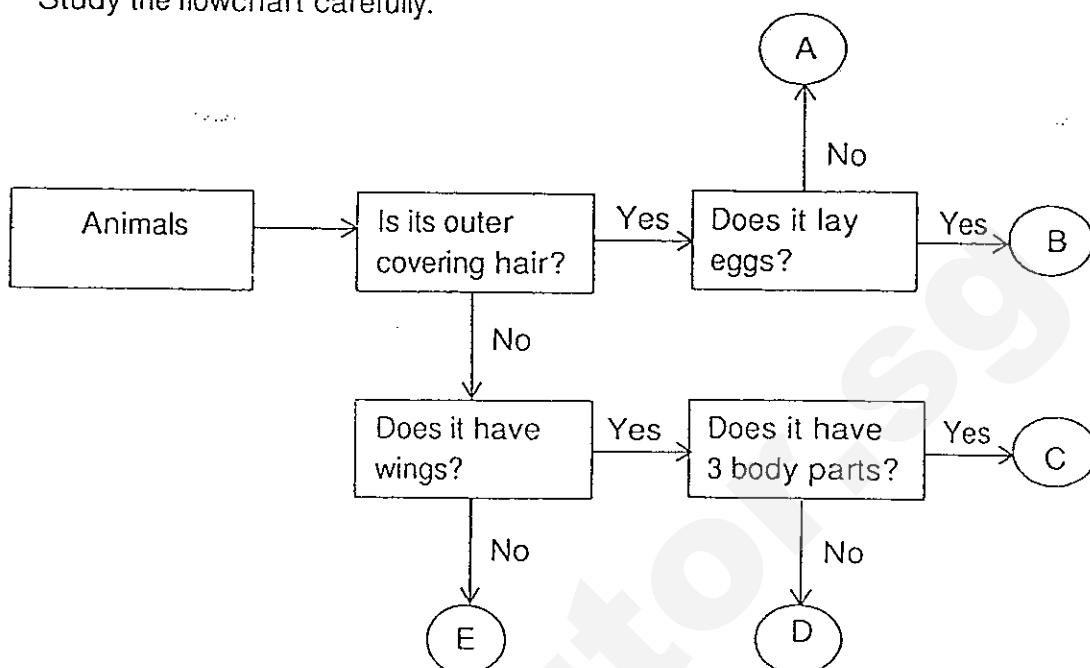 Study the flowchart carefully.
A
No
Animals
Is its outer
covering hair?
Yes
Does it lay
eggs?
Yes
B
No
Does it have
wings?
Yes
Does it have
3 body parts?
Yes
C
No
No
E
D